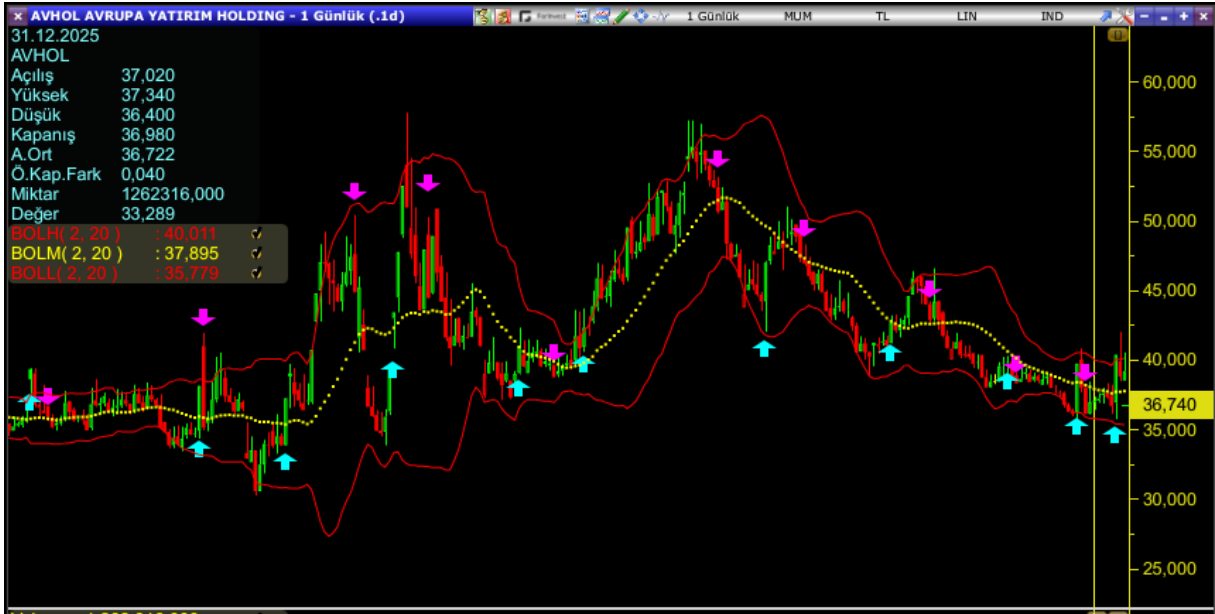 AVHOL AVRUPA YATIRIM HOLDING - 1 Günlük (.1d)
1 Günlük MUM TL LIN IND
31.12.2025
AVHOL
Açılış 37,020
Yüksek 37,340
Düşük 36,400
Kapanış 36,980
A.Ort 36,722
Ö.Kap.Fark 0,040
Miktar 1262316,000
Değer 33,289
BOLH( 2, 20 ) : 40,011
BOLM( 2, 20 ) : 37,895
BOLL( 2, 20 ) : 35,779
60,000
55,000
50,000
45,000
40,000
36,740
35,000
30,000
25,000